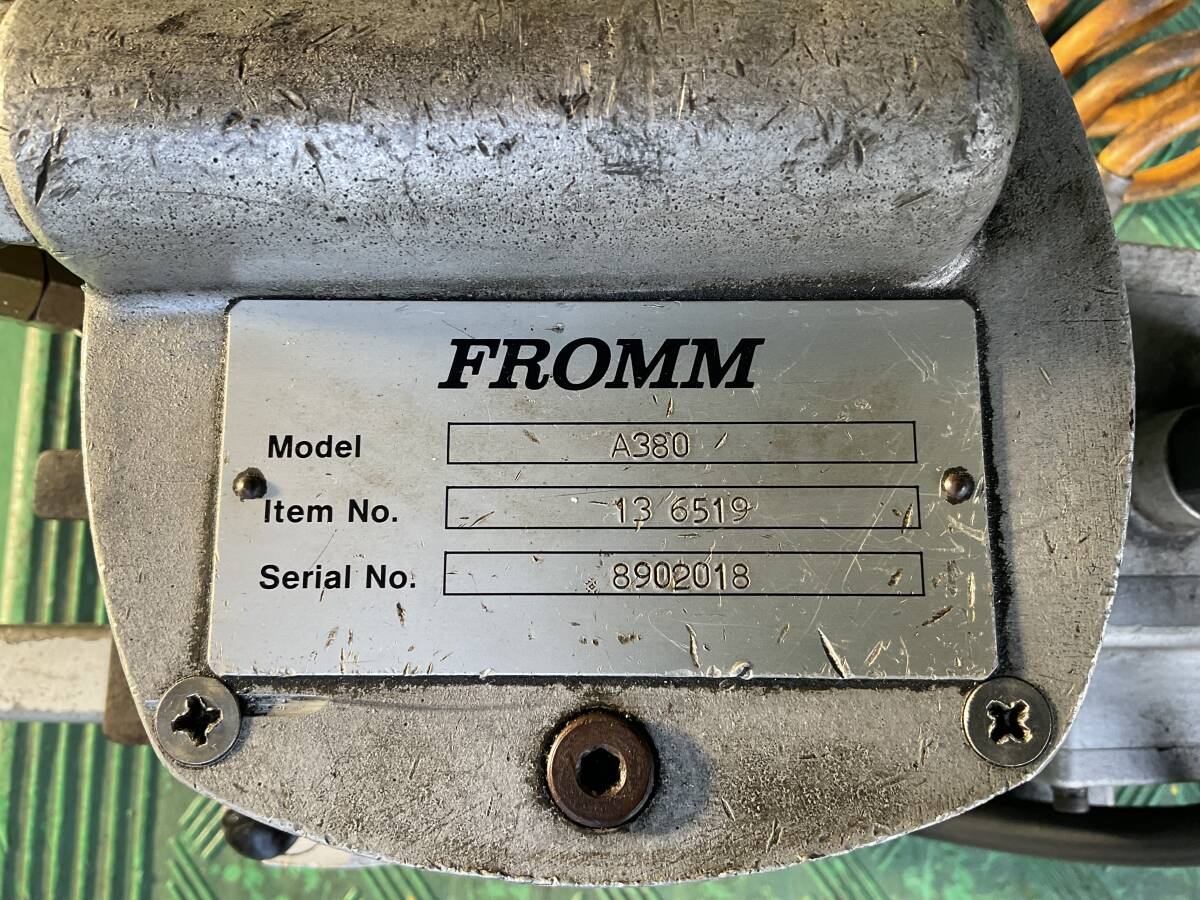 FROMM
Model A380
Item No. 13 6519
Serial No. 8902018